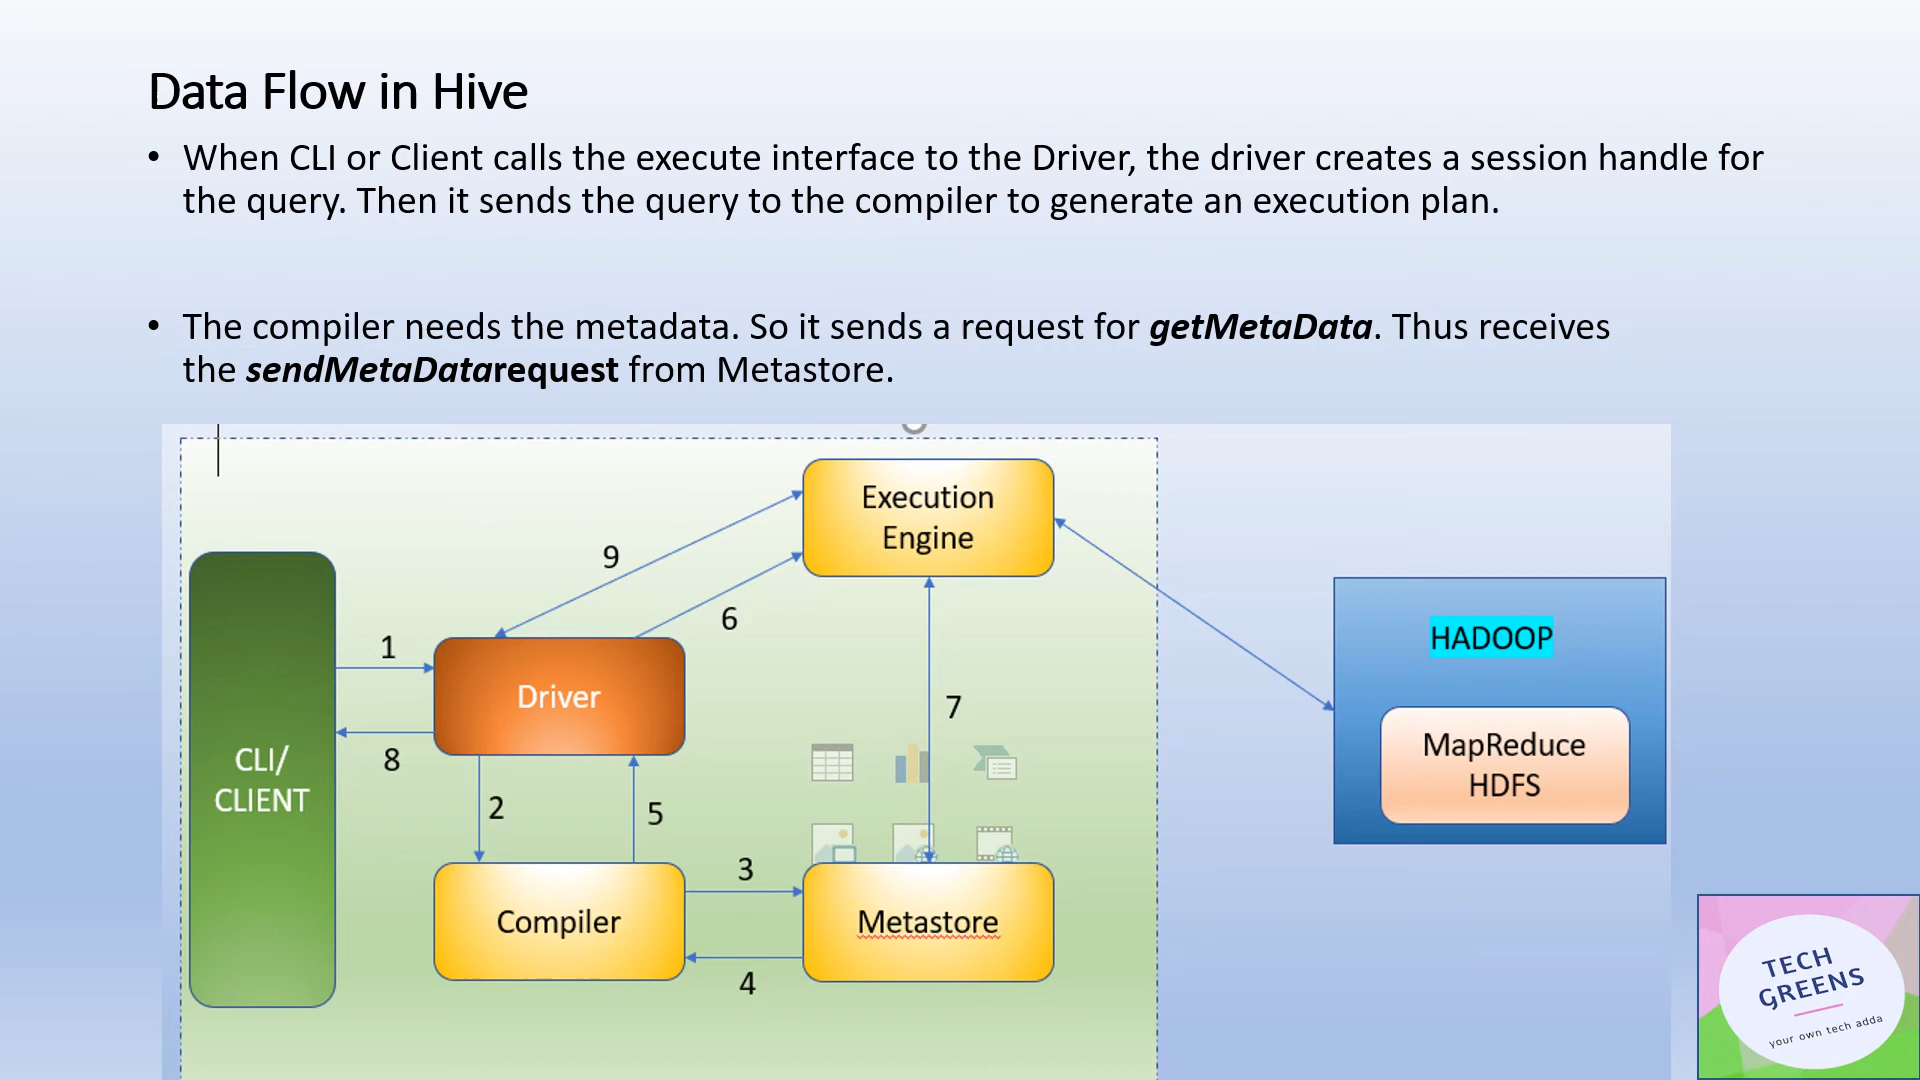 Data Flow in Hive
• When CLI or Client calls the execute interface to the Driver, the driver creates a session handle for
the query. Then it sends the query to the compiler to generate an execution plan.
• The compiler needs the metadata. So it sends a request for getMetaData. Thus receives
the sendMetaDatarequest from Metastore.
Execution
Engine
9
6
1
HADOOP
Driver
7
8
CLI/
CLIENT
MapReduce
HDFS
2
5
3
Compiler
Metastore
4
TECH
GREENS
your own tech adda